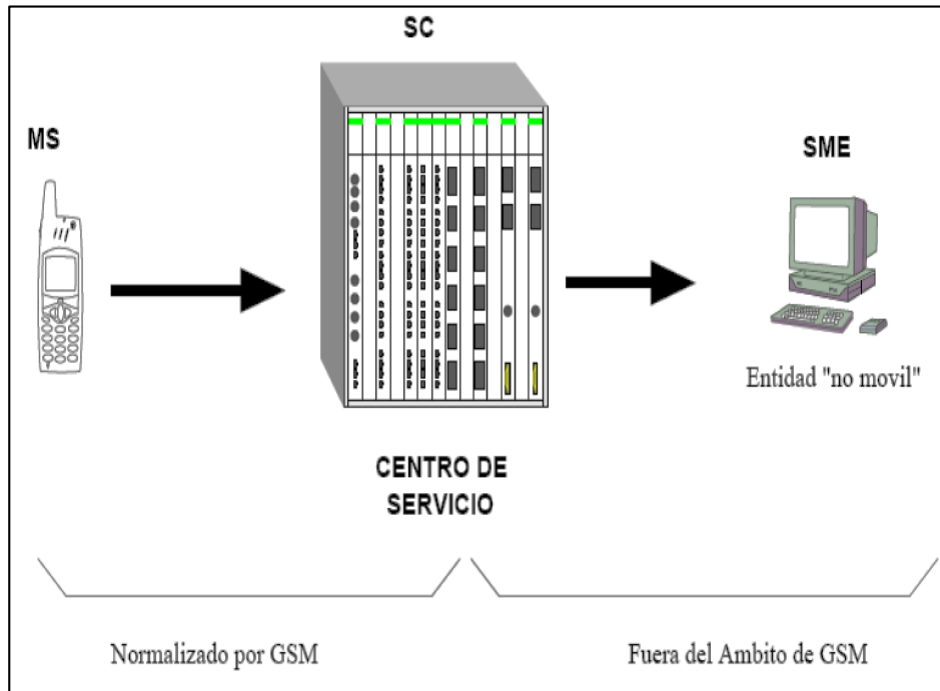 SC
MS
SME
Entidad "no movil"
CENTRO DE
SERVICIO
Normalizado por GSM
Fuera del Ambito de GSM